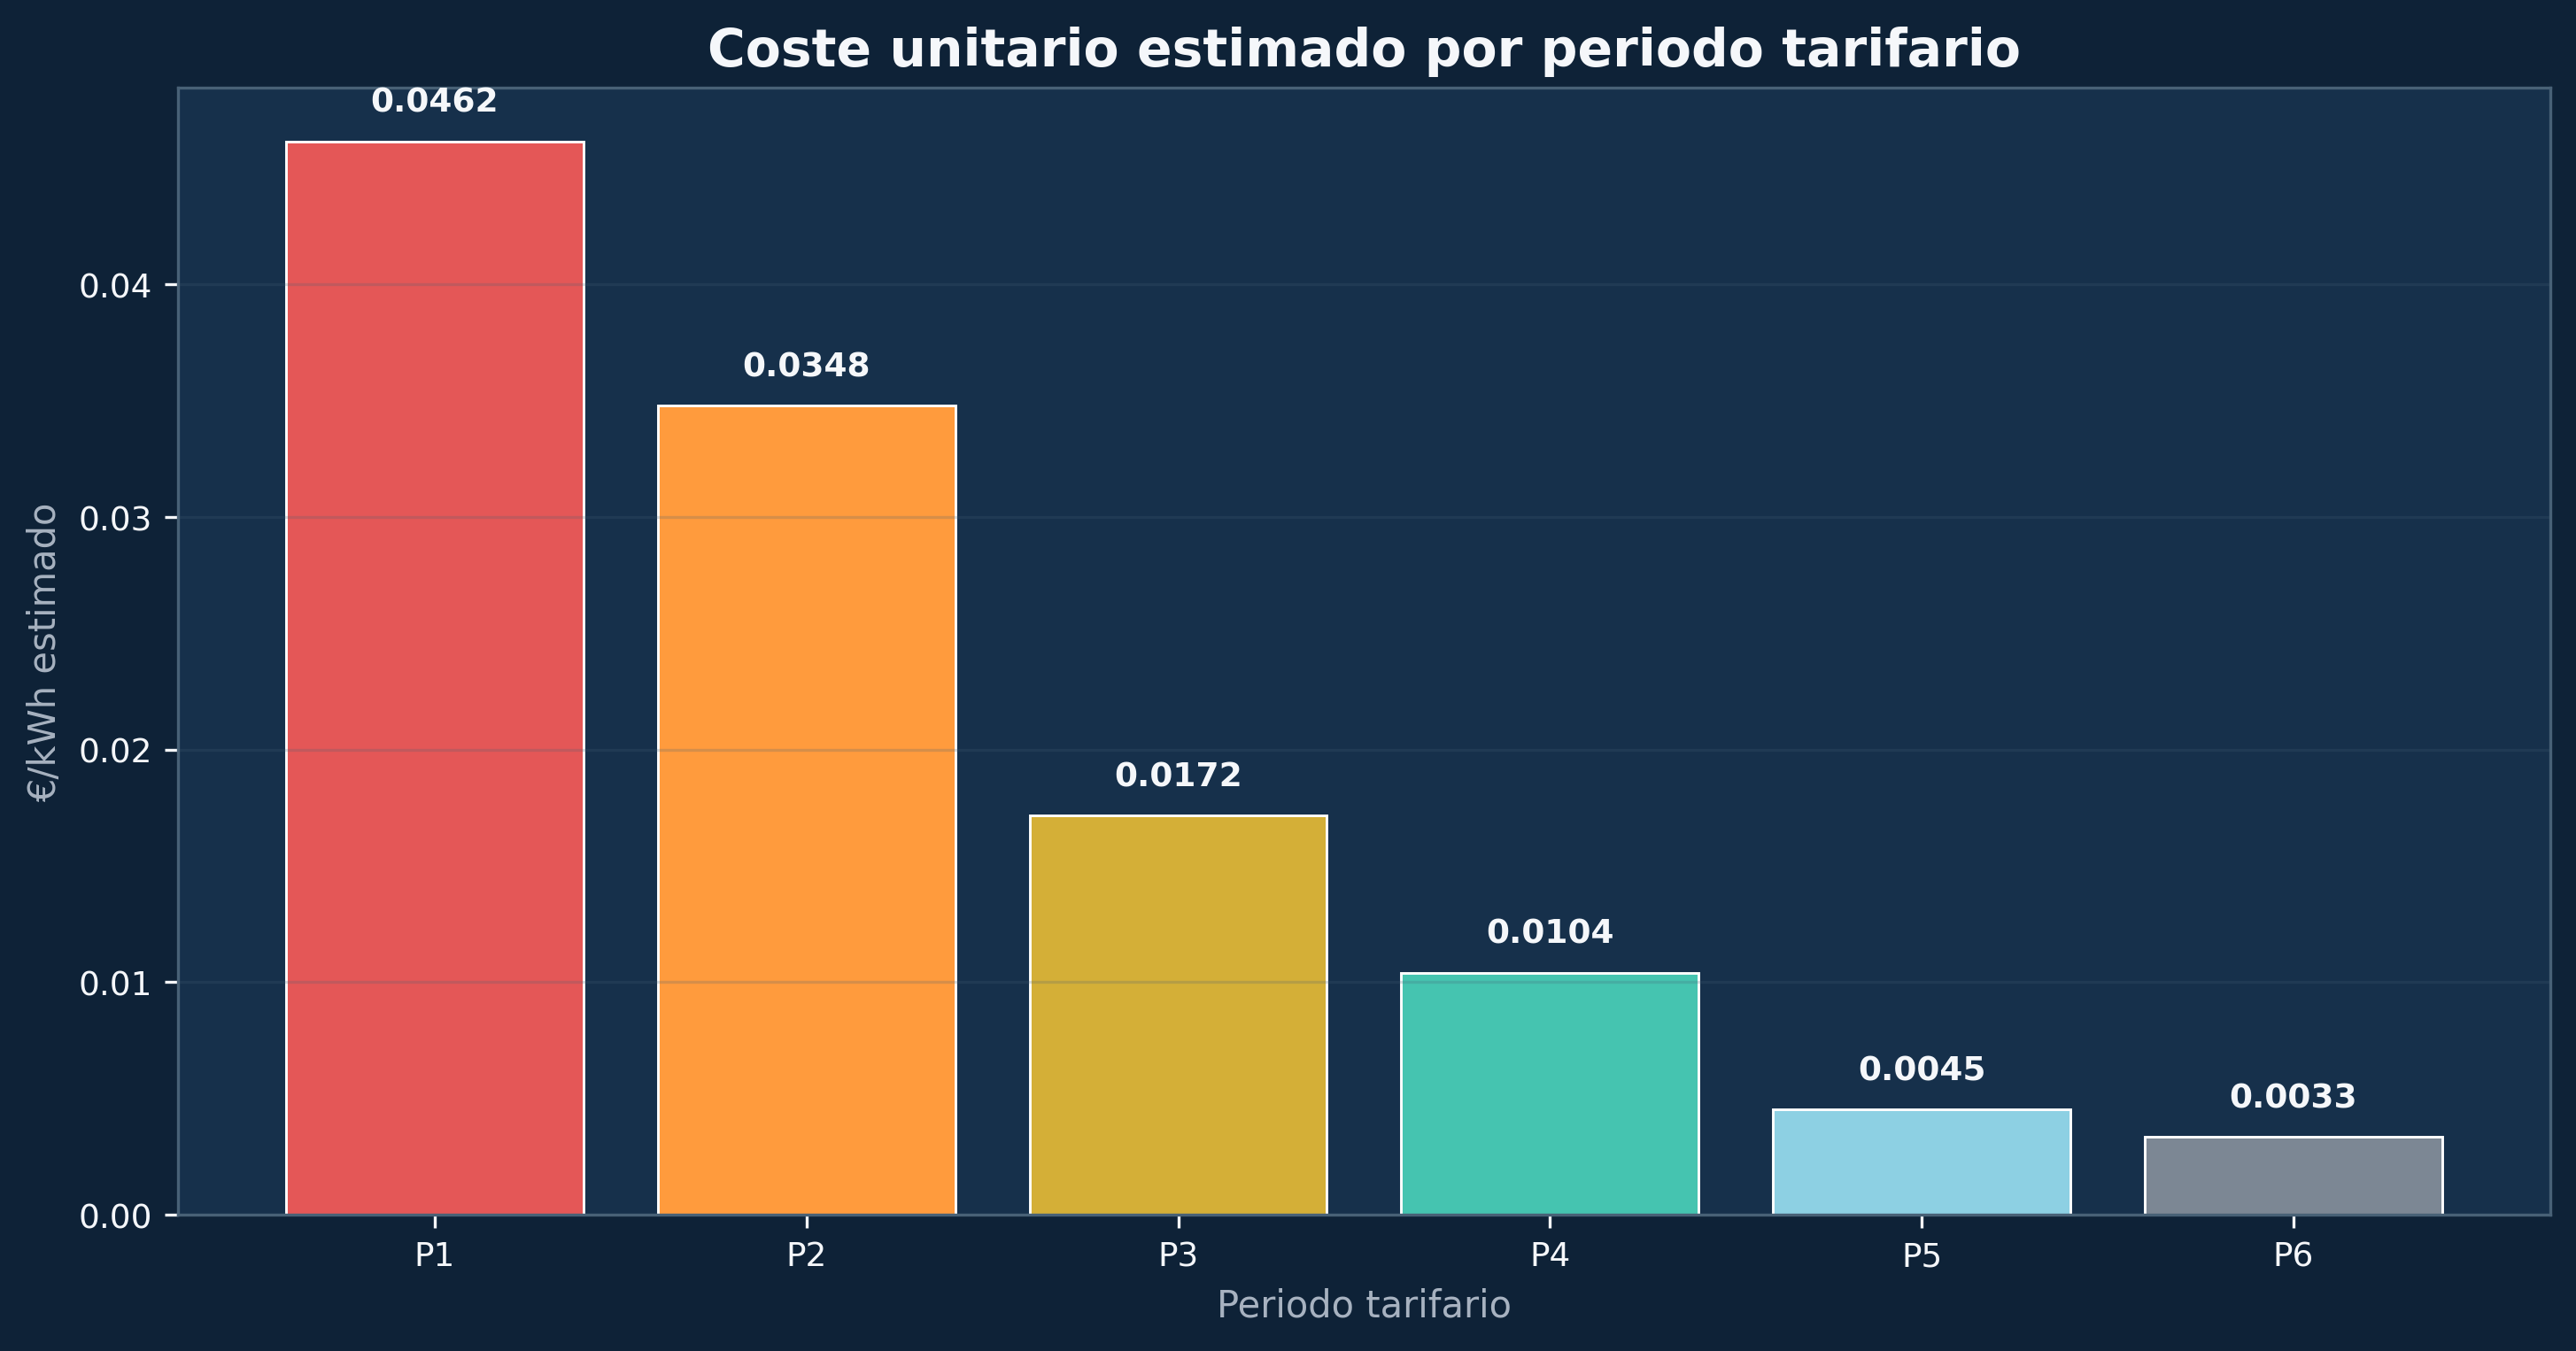 Coste unitario estimado por periodo tarifario
0.0462
0.0348
0.0172
0.0104
0.0045
0.0033
0.04
0.03
0.02
0.01
0.00
€/kWh estimado
P1 P2 P3 P4 P5 P6
Periodo tarifario